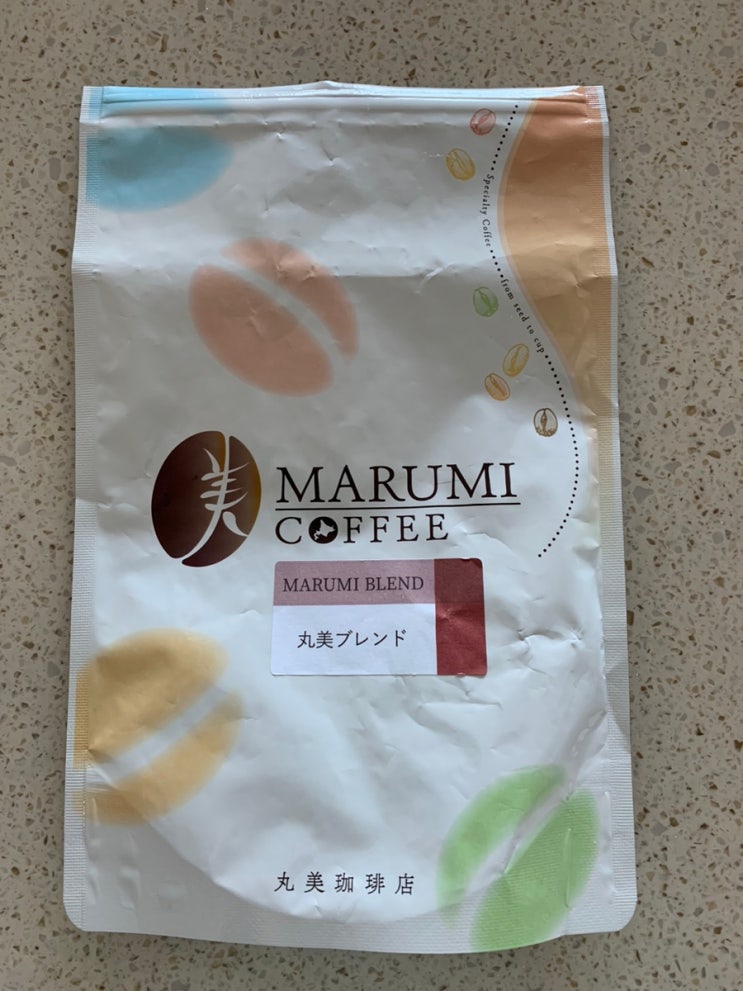 Specialty Coffee
from seed to cup
美
MARUMI
COFFEE
MARUMI BLEND
丸美ブレンド
丸美珈琲店